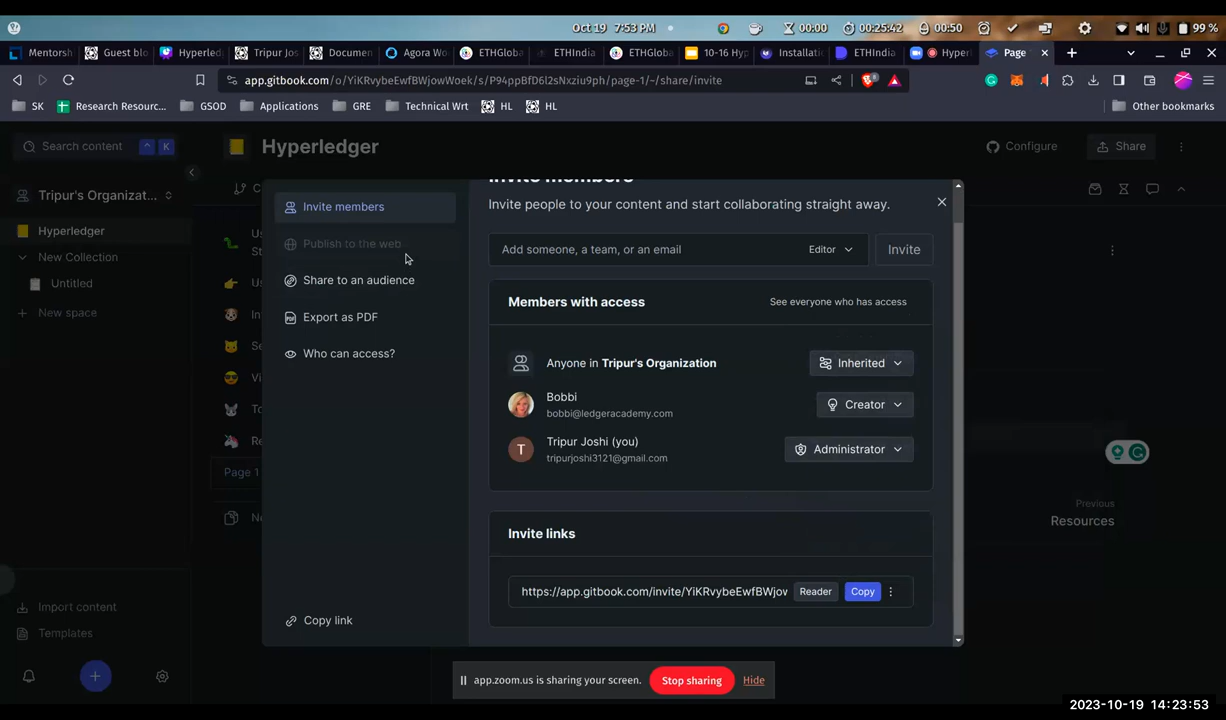 Oct 19 7:53 PM
00:00
00:25:42
00:50
99 %
Mentorsh
Guest blo
Hyperled
Tripur Jos
Documen
Agora Wo
ETHGloba
ETHIndia
ETHGloba
10-16 Hyp
Installatic
ETHIndia
Hyper
Page
app.gitbook.com/o/YiKRvybeEwfBWjowWoek/s/P94ppBfD6l2sNxziu9ph/page-1/~/share/invite
8
SK
Research Resourc...
GSOD
Applications
GRE
Technical Wrt
HL
HL
Other bookmarks
Search content
^
K
Hyperledger
Configure
Share
Tripur's Organizat...
Hyperledger
New Collection
Untitled
New space
Page 1
Import content
Templates
Invite members
Publish to the web
Share to an audience
Export as PDF
Who can access?
Copy link
Invite members
Invite people to your content and start collaborating straight away.
Add someone, a team, or an email
Editor
Invite
Members with access
See everyone who has access
Anyone in Tripur's Organization
Inherited
Bobbi
bobbi@ledgeracademy.com
Creator
T
Tripur Joshi (you)
tripurjoshi3121@gmail.com
Administrator
Invite links
https://app.gitbook.com/invite/YiKRvybeEwfBWjov
Reader
Copy
Previous
Resources
app.zoom.us is sharing your screen.
Stop sharing
Hide
2023-10-19 14:23:53